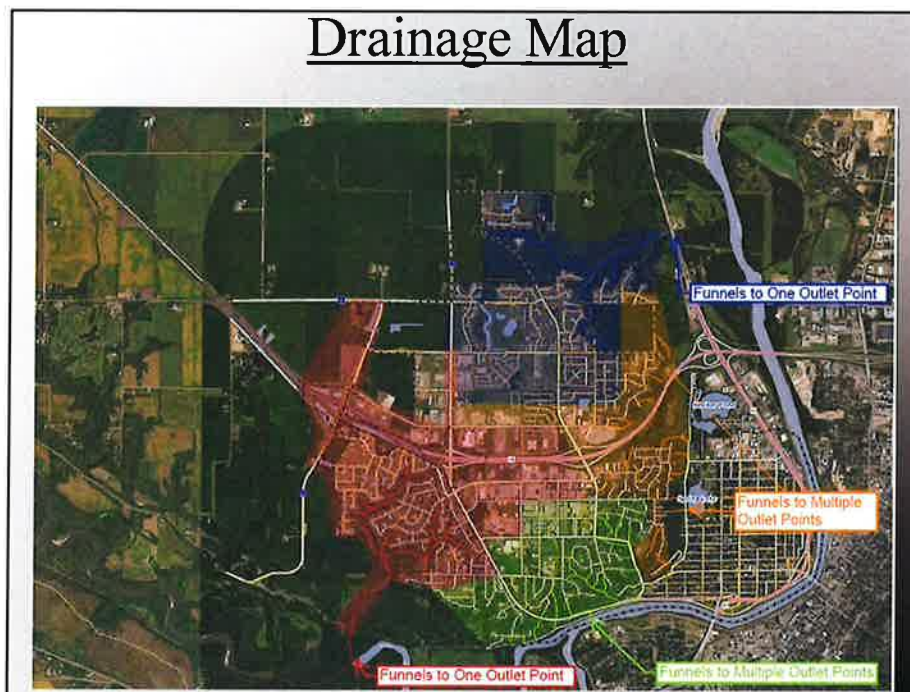 Drainage Map
Funnels to One Outlet Point
Funnels to Multiple
Outlet Points
Funnels to One Outlet Point
Funnels to Multiple Outlet Points